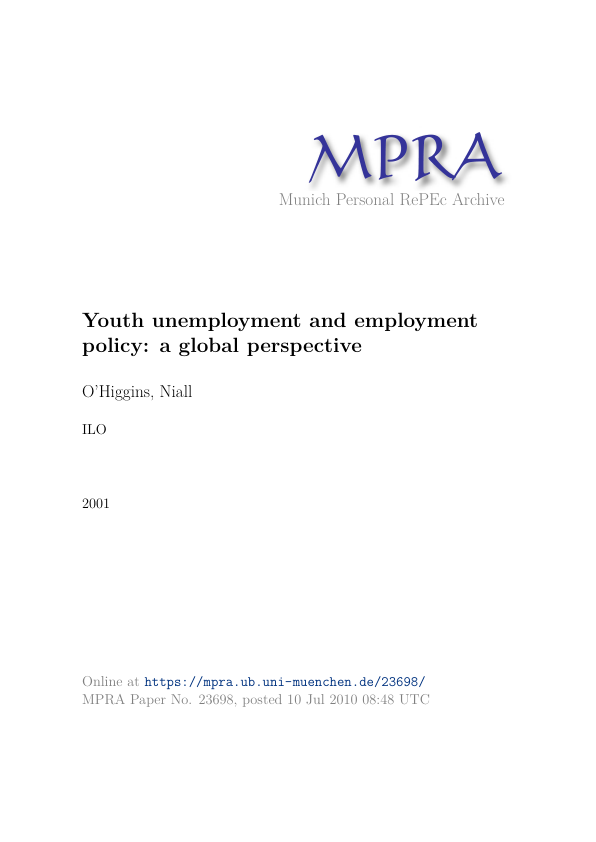 MPRA
Munich Personal RePEc Archive
Youth unemployment and employment
policy: a global perspective
O'Higgins, Niall
ILO
2001
Online at https://mpra.ub.uni-muenchen.de/23698/
MPRA Paper No. 23698, posted 10 Jul 2010 08:48 UTC